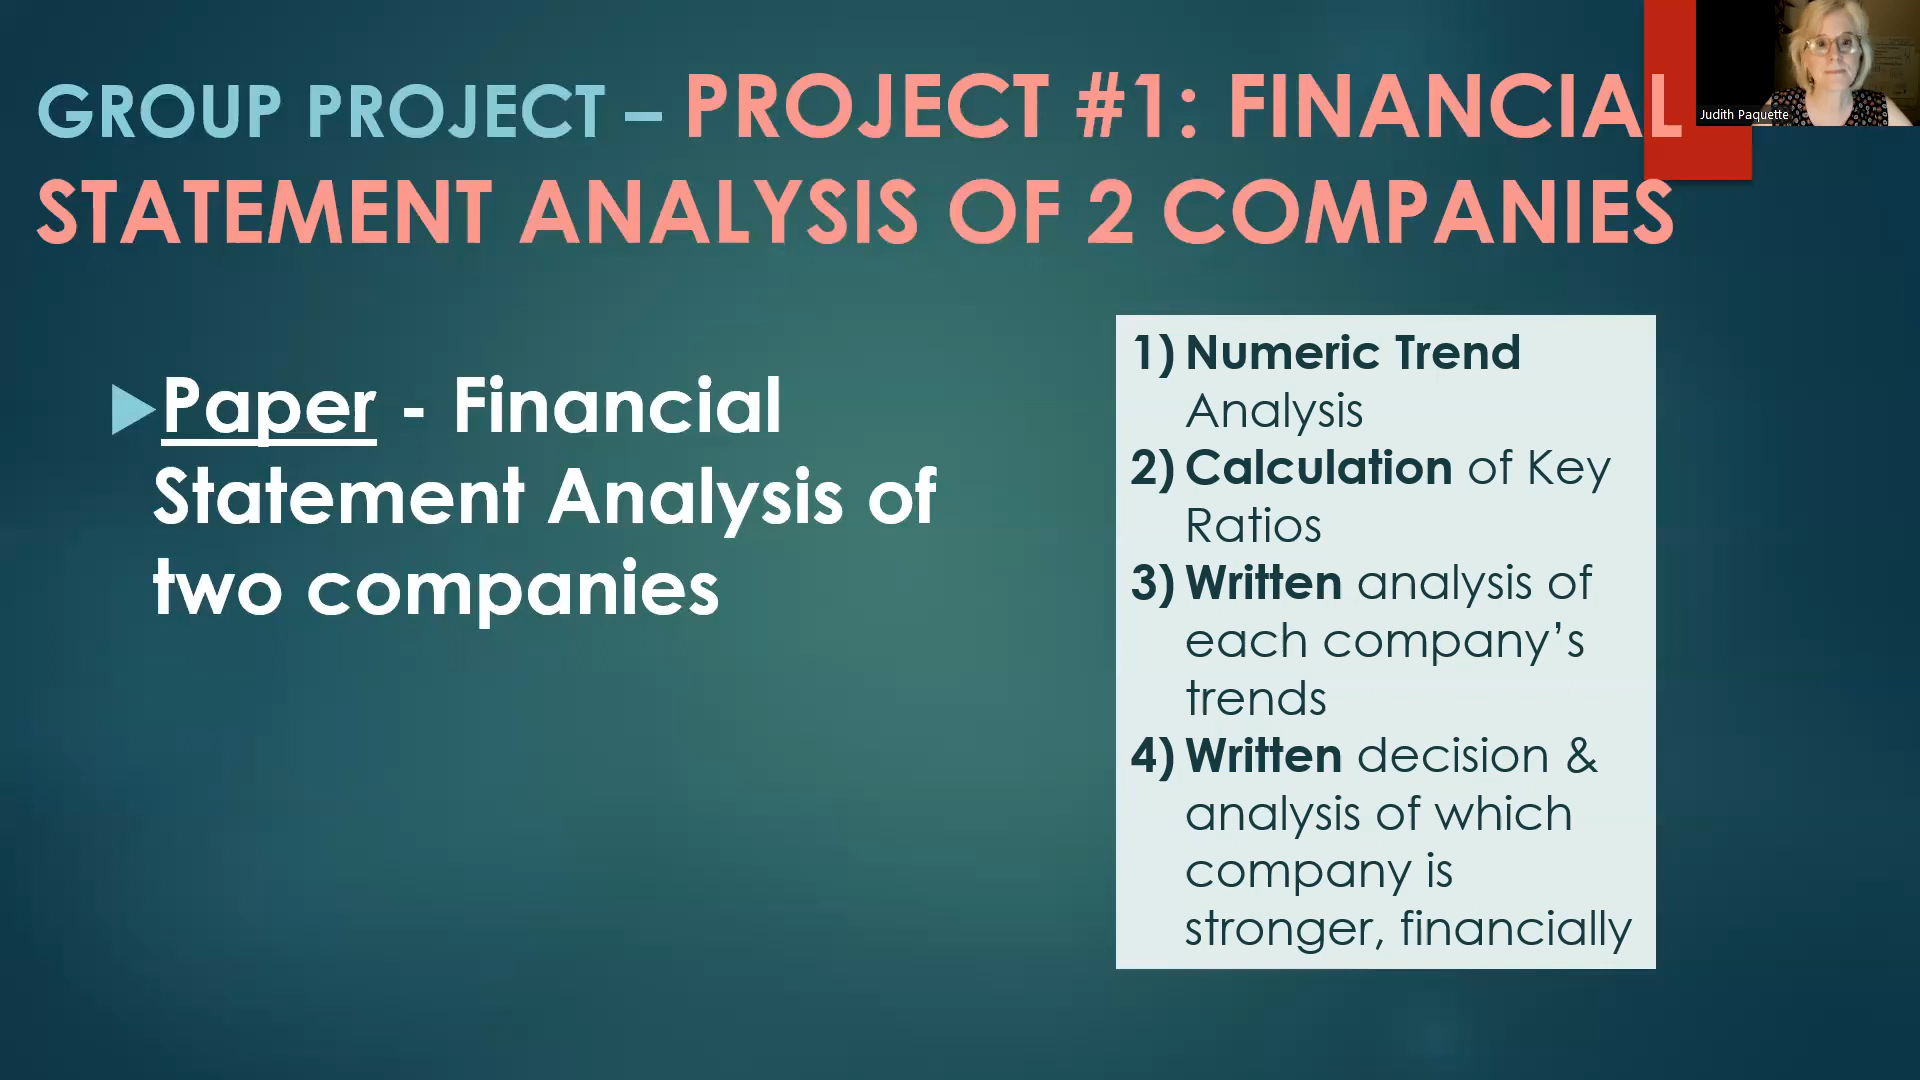 GROUP PROJECT – PROJECT #1: FINANCIAL
STATEMENT ANALYSIS OF 2 COMPANIES
Judith Paquette
Paper - Financial
Statement Analysis of
two companies
1) Numeric Trend
Analysis
2) Calculation of Key
Ratios
3) Written analysis of
each company’s
trends
4) Written decision &
analysis of which
company is
stronger, financially